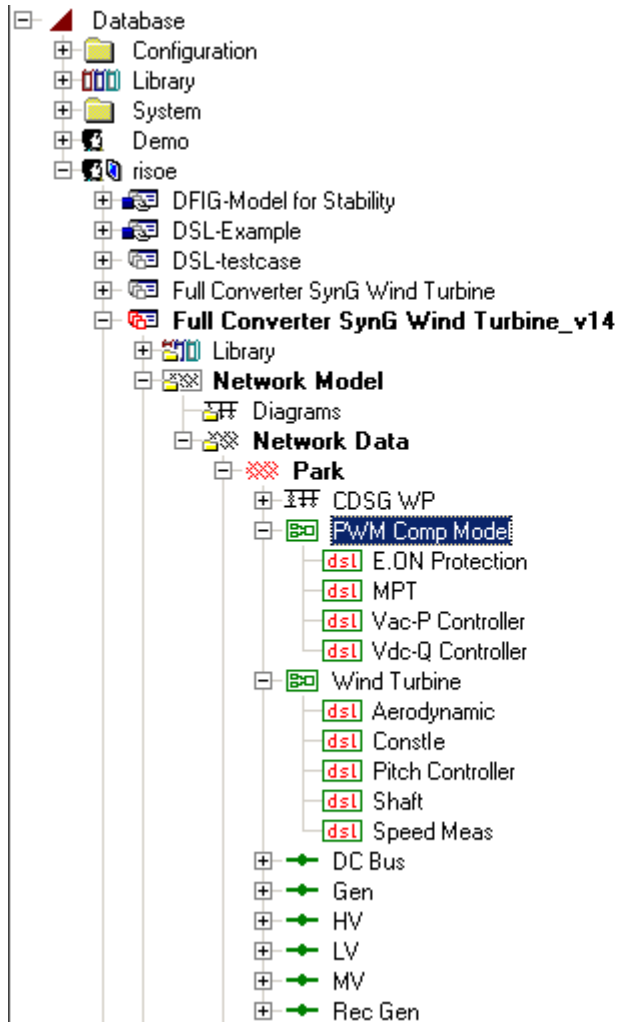 Database
Configuration
Library
System
Demo
risoe
DFIG-Model for Stability
DSL-Example
DSL-testcase
Full Converter SynG Wind Turbine
Full Converter SynG Wind Turbine_v14
Library
Network Model
Diagrams
Network Data
Park
CDSG WP
PWM Comp Model
dsl E.ON Protection
dsl MPT
dsl Vac-P Controller
dsl Vdc-Q Controller
Wind Turbine
dsl Aerodynamic
dsl Constle
dsl Pitch Controller
dsl Shaft
dsl Speed Meas
DC Bus
Gen
HV
LV
MV
Rec Gen